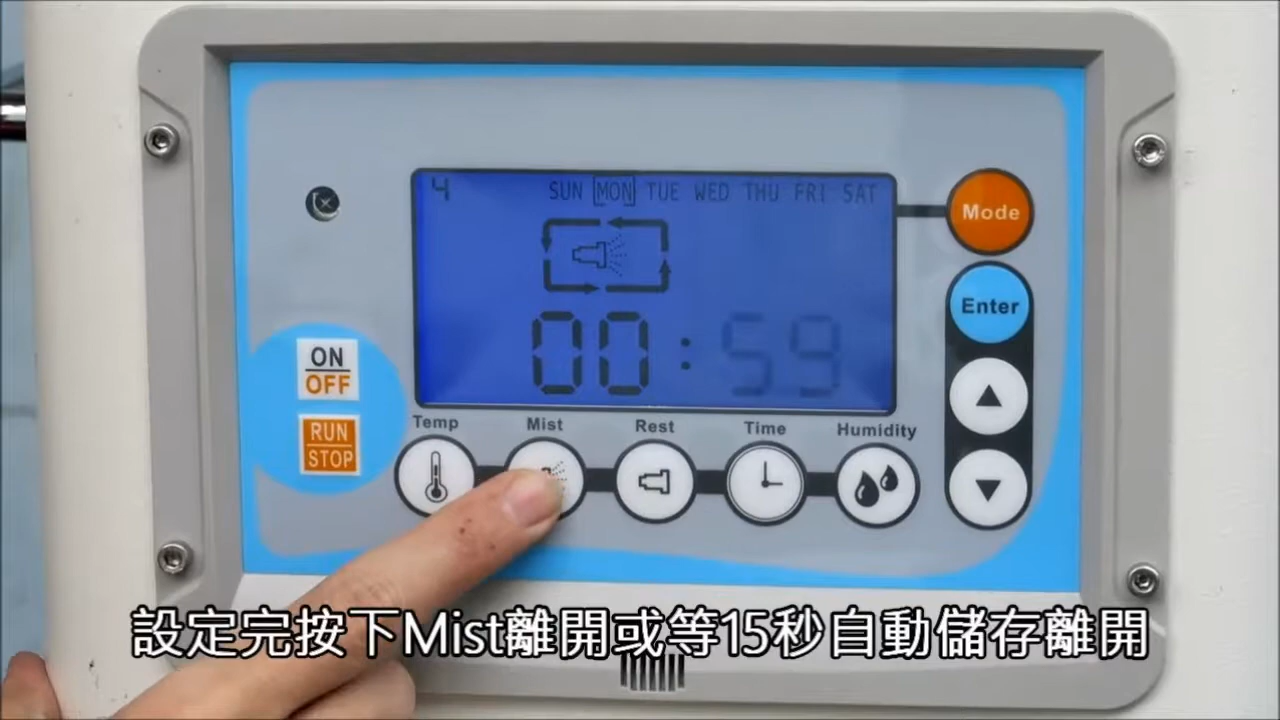 4 SUN MON TUE WED THU FRI SAT
00:59
Mode
Enter
ON
OFF
RUN
STOP
Temp Mist Rest Time Humidity
設定完按下Mist離開或等15秒自動儲存離開